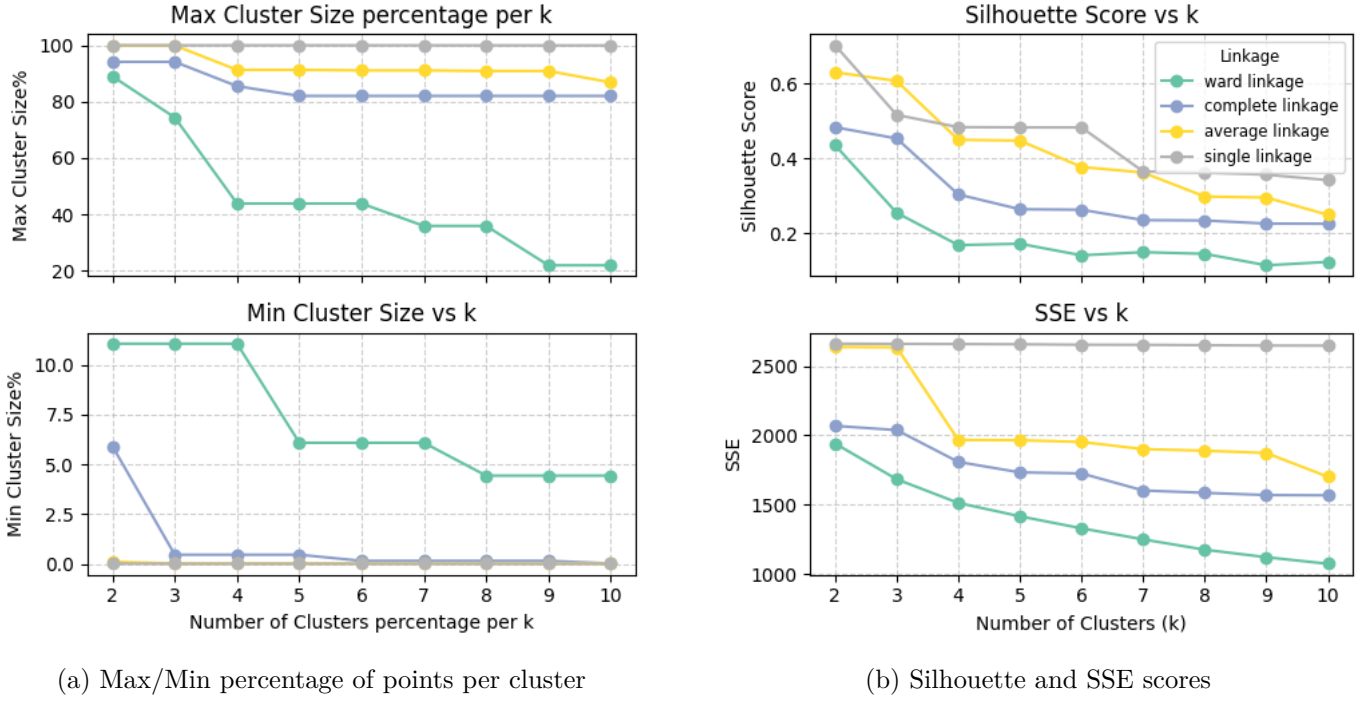 Max Cluster Size percentage per k
Max Cluster Size%
100
80
60
40
20
Min Cluster Size vs k
Min Cluster Size%
10.0
7.5
5.0
2.5
0.0
2 3 4 5 6 7 8 9 10
Number of Clusters percentage per k
(a) Max/Min percentage of points per cluster
Silhouette Score vs k
Silhouette Score
0.6
0.4
0.2
Linkage
ward linkage
complete linkage
average linkage
single linkage
SSE vs k
SSE
2500
2000
1500
1000
2 3 4 5 6 7 8 9 10
Number of Clusters (k)
(b) Silhouette and SSE scores